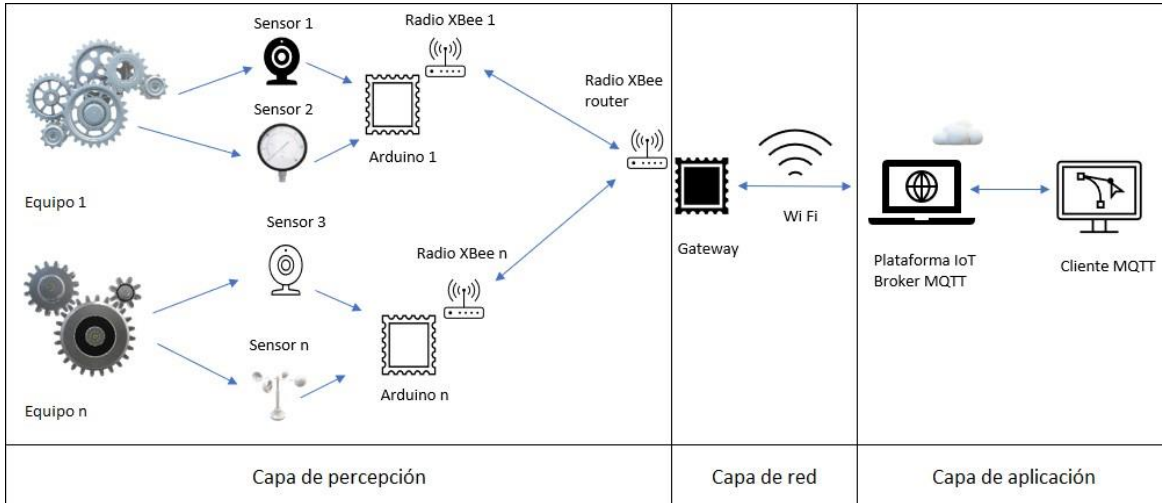 Sensor 1
Radio XBee 1
Sensor 2
Arduino 1
Equipo 1
Sensor 3
Radio XBee n
Sensor n
Arduino n
Equipo n
Radio XBee
router
Gateway
Wi Fi
Plataforma IoT
Broker MQTT
Cliente MQTT
Capa de percepción
Capa de red
Capa de aplicación